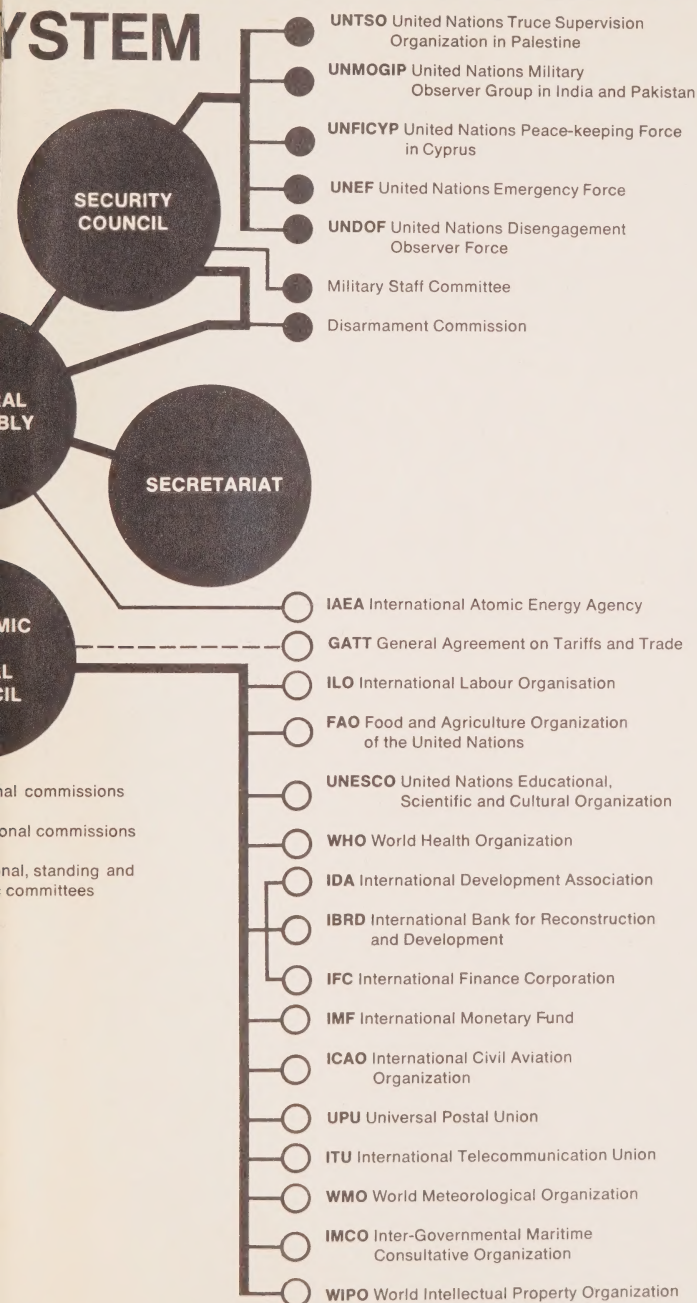 YSTEM
UNTSO United Nations Truce Supervision
Organization in Palestine
UNMOGIP United Nations Military
Observer Group in India and Pakistan
UNFICYP United Nations Peace-keeping Force
in Cyprus
UNEF United Nations Emergency Force
UNDOF United Nations Disengagement
Observer Force
Military Staff Committee
Disarmament Commission
SECURITY
COUNCIL
AL
BLY
SECRETARIAT
MIC
L
CIL
nal commissions
onal commissions
nal, standing and
committees
IAEA International Atomic Energy Agency
GATT General Agreement on Tariffs and Trade
ILO International Labour Organisation
FAO Food and Agriculture Organization
of the United Nations
UNESCO United Nations Educational,
Scientific and Cultural Organization
WHO World Health Organization
IDA International Development Association
IBRD International Bank for Reconstruction
and Development
IFC International Finance Corporation
IMF International Monetary Fund
ICAO International Civil Aviation
Organization
UPU Universal Postal Union
ITU International Telecommunication Union
WMO World Meteorological Organization
IMCO Inter-Governmental Maritime
Consultative Organization
WIPO World Intellectual Property Organization